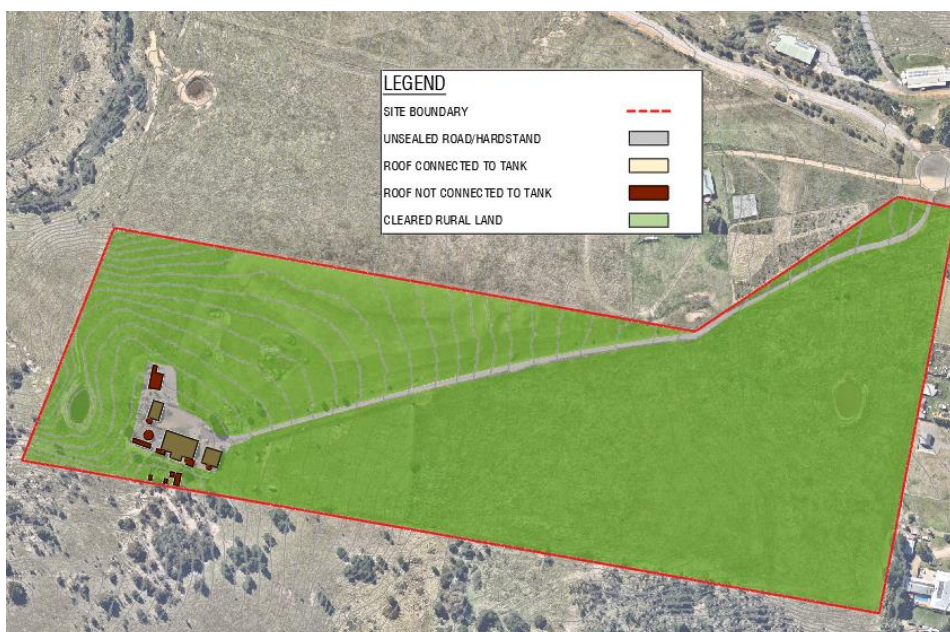 LEGEND
SITE BOUNDARY
UNSEALED ROAD/HARDSTAND
ROOF CONNECTED TO TANK
ROOF NOT CONNECTED TO TANK
CLEARED RURAL LAND